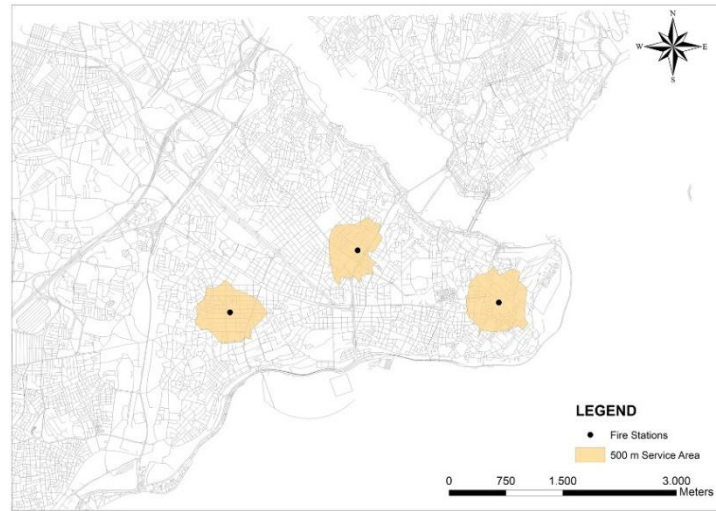 N
W E
S
LEGEND
Fire Stations
500 m Service Area
0 750 1.500 3.000
Meters